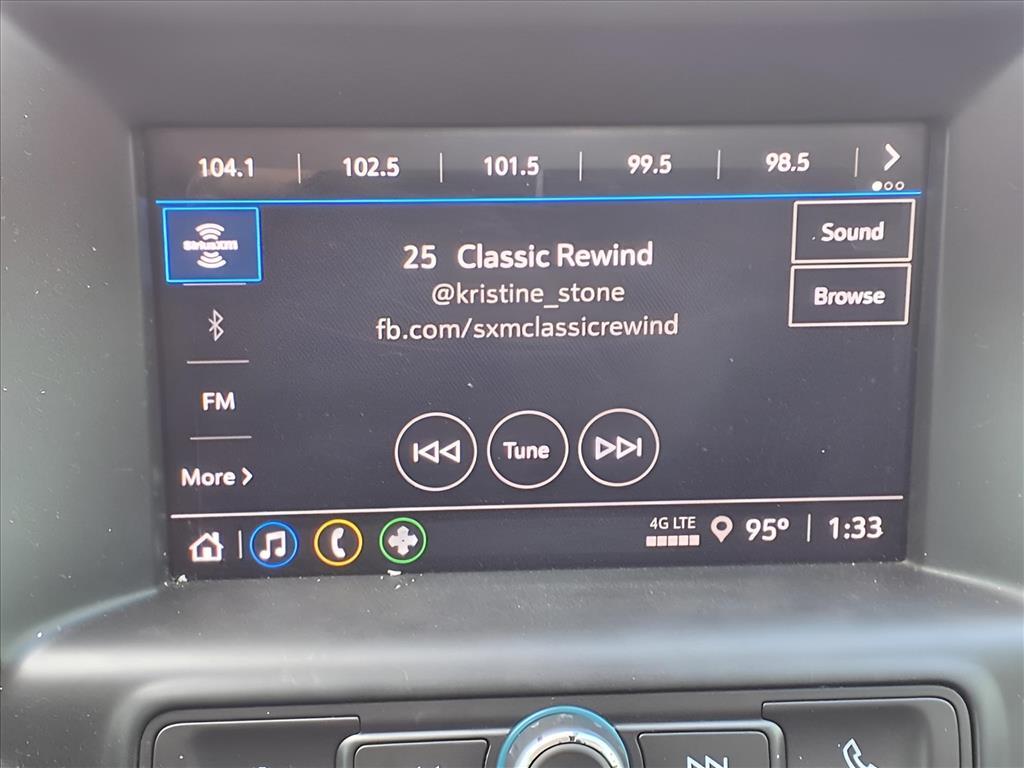 104.1 102.5 101.5 99.5 98.5
SiriusXM
25 Classic Rewind
@kristine_stone
fb.com/sxmclassicrewind
Sound
Browse
FM
More
Tune
4G LTE
95° 1:33